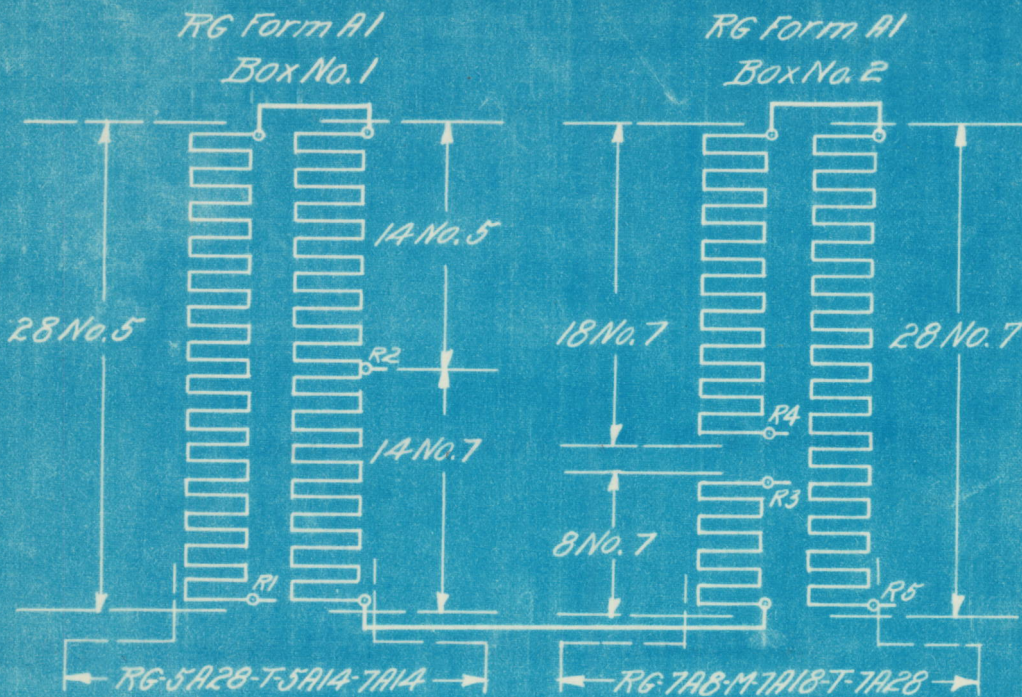 RG Form A1
Box No. 1
RG Form A1
Box No. 2
14 No. 5
28 No. 5
R2
14 No. 7
R1
18 No. 7
28 No. 7
R4
R3
8 No. 7
R5
RG-5A28-T-5A14-7A14
RG-7A8-M-7A18-T-7A28